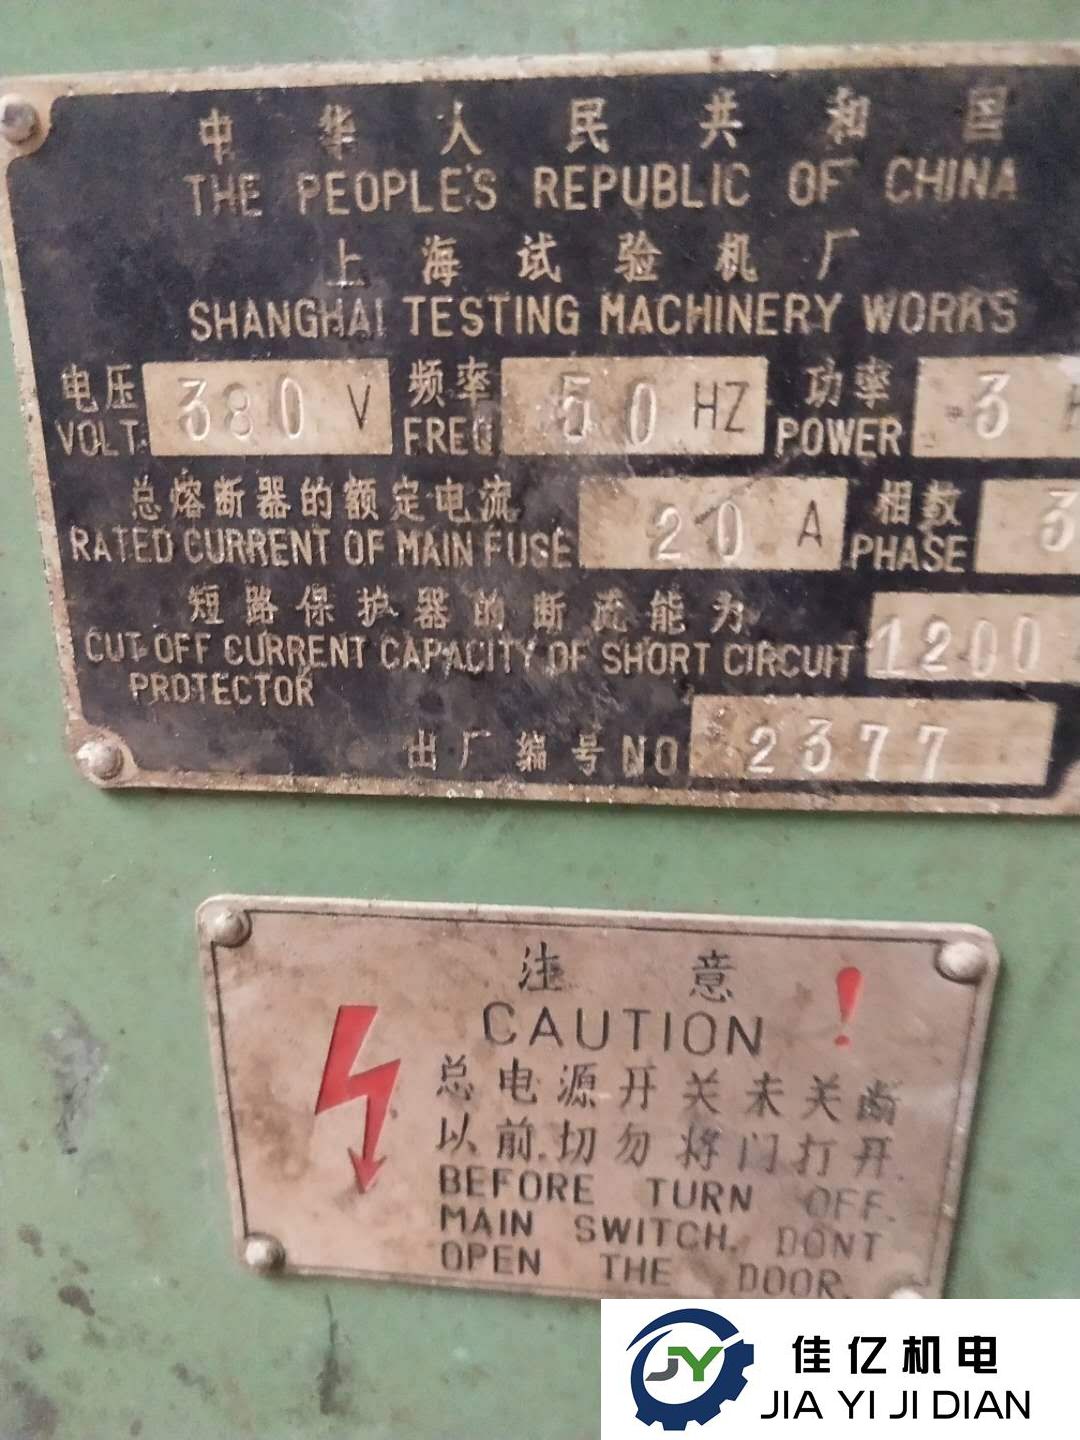 中华人民共和国
THE PEOPLE'S REPUBLIC OF CHINA
上海试验机厂
SHANGHAI TESTING MACHINERY WORKS
电压 380 V 频率 50 HZ 功率 3
VOLT. FREQ POWER
总熔断器的额定电流 20 A 相数 3
RATED CURRENT OF MAIN FUSE PHASE
短路保护器的断流能为 1200
CUT-OFF CURRENT CAPACITY OF SHORT CIRCUIT
PROTECTOR
出厂编号 NO 2377
注意 !
CAUTION
总电源开关未关断
以前,切勿将门打开.
BEFORE TURN OFF.
MAIN SWITCH, DONT
OPEN THE DOOR.
JY
佳亿机电
JIA YI JI DIAN